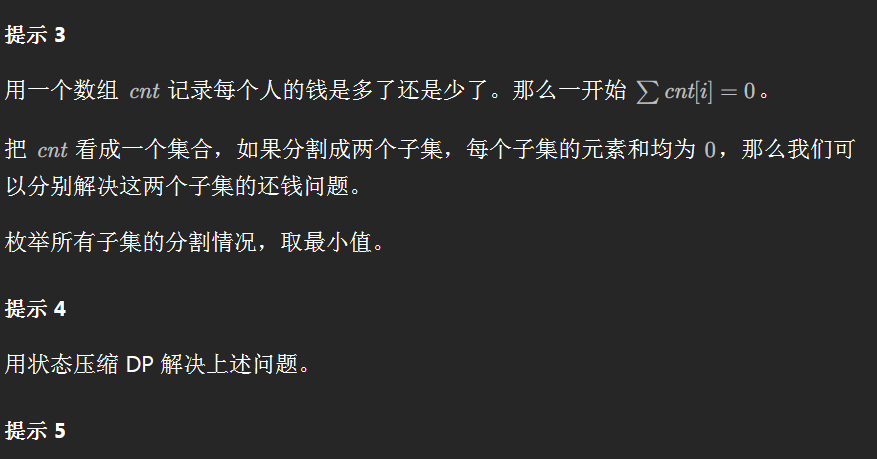 提示 3
用一个数组 cnt 记录每个人的钱是多了还是少了。那么一开始 ∑ cnt[i] = 0。
把 cnt 看成一个集合，如果分割成两个子集，每个子集的元素和均为 0，那么我们可
以分别解决这两个子集的还钱问题。
枚举所有子集的分割情况，取最小值。
提示 4
用状态压缩 DP 解决上述问题。
提示 5